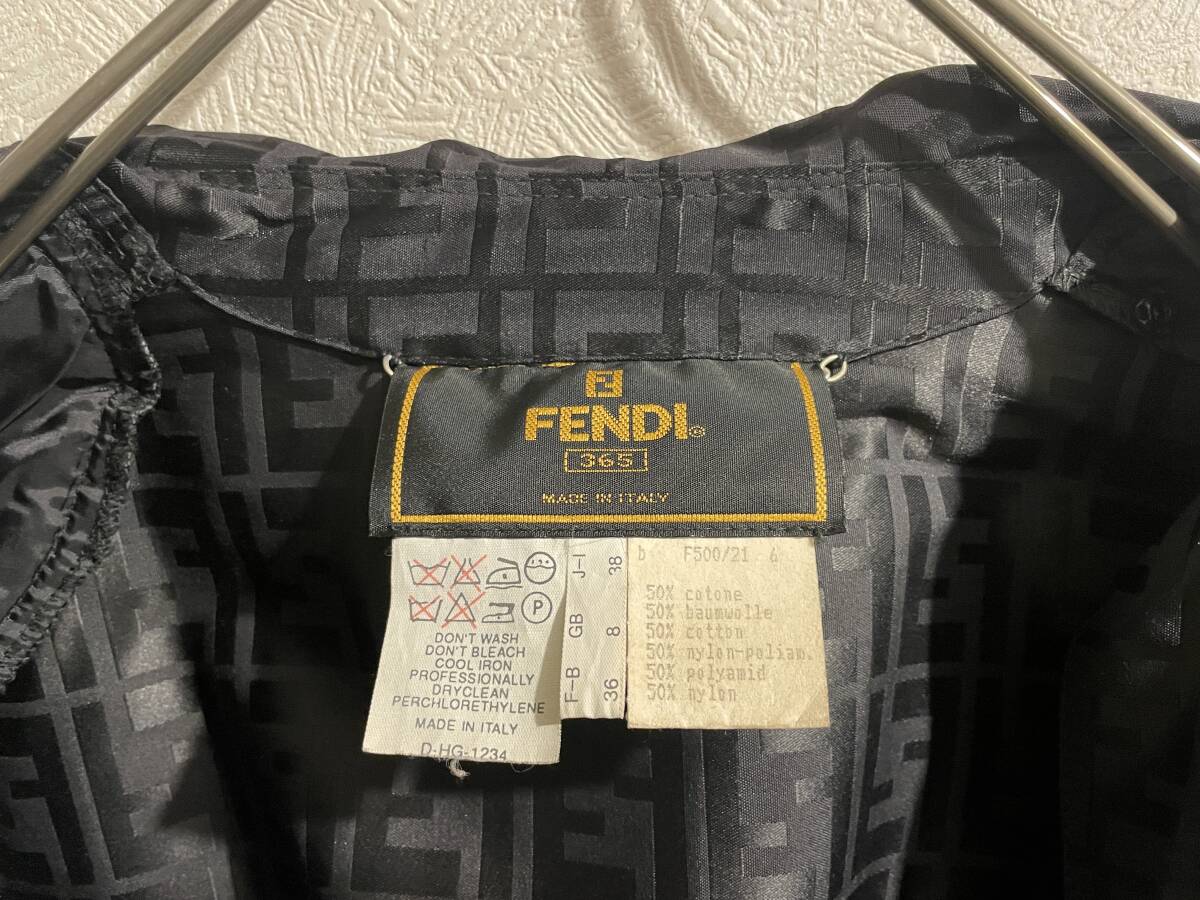 FENDI®
365
MADE IN ITALY
P
DON'T WASH
DON'T BLEACH
COOL IRON
PROFESSIONALLY
DRYCLEAN
PERCHLORETHYLENE
MADE IN ITALY
D-HG-1234
J-I 38
GB 8
F-B 36
b F500/21 6
50% cotone
50% baumwolle
50% cotton
50% nylon-poliam.
50% polyamid
50% nylon